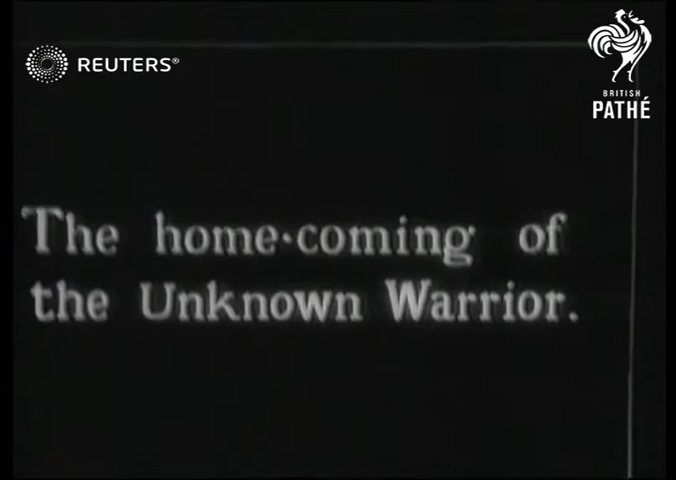 REUTERS®
BRITISH
PATHÉ
The home-coming of
the Unknown Warrior.